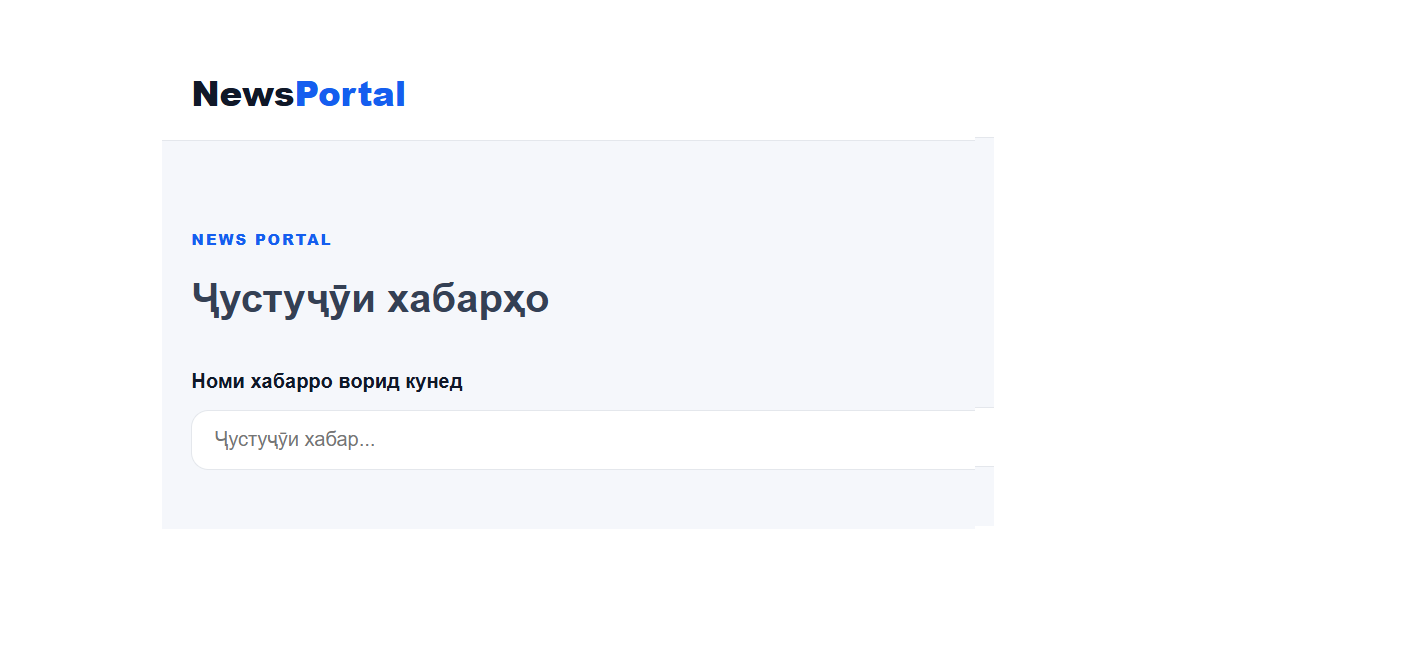 NewsPortal
NEWS PORTAL
Ҷустуҷӯи хабарҳо
Номи хабарро ворид кунед
Ҷустуҷӯи хабар...